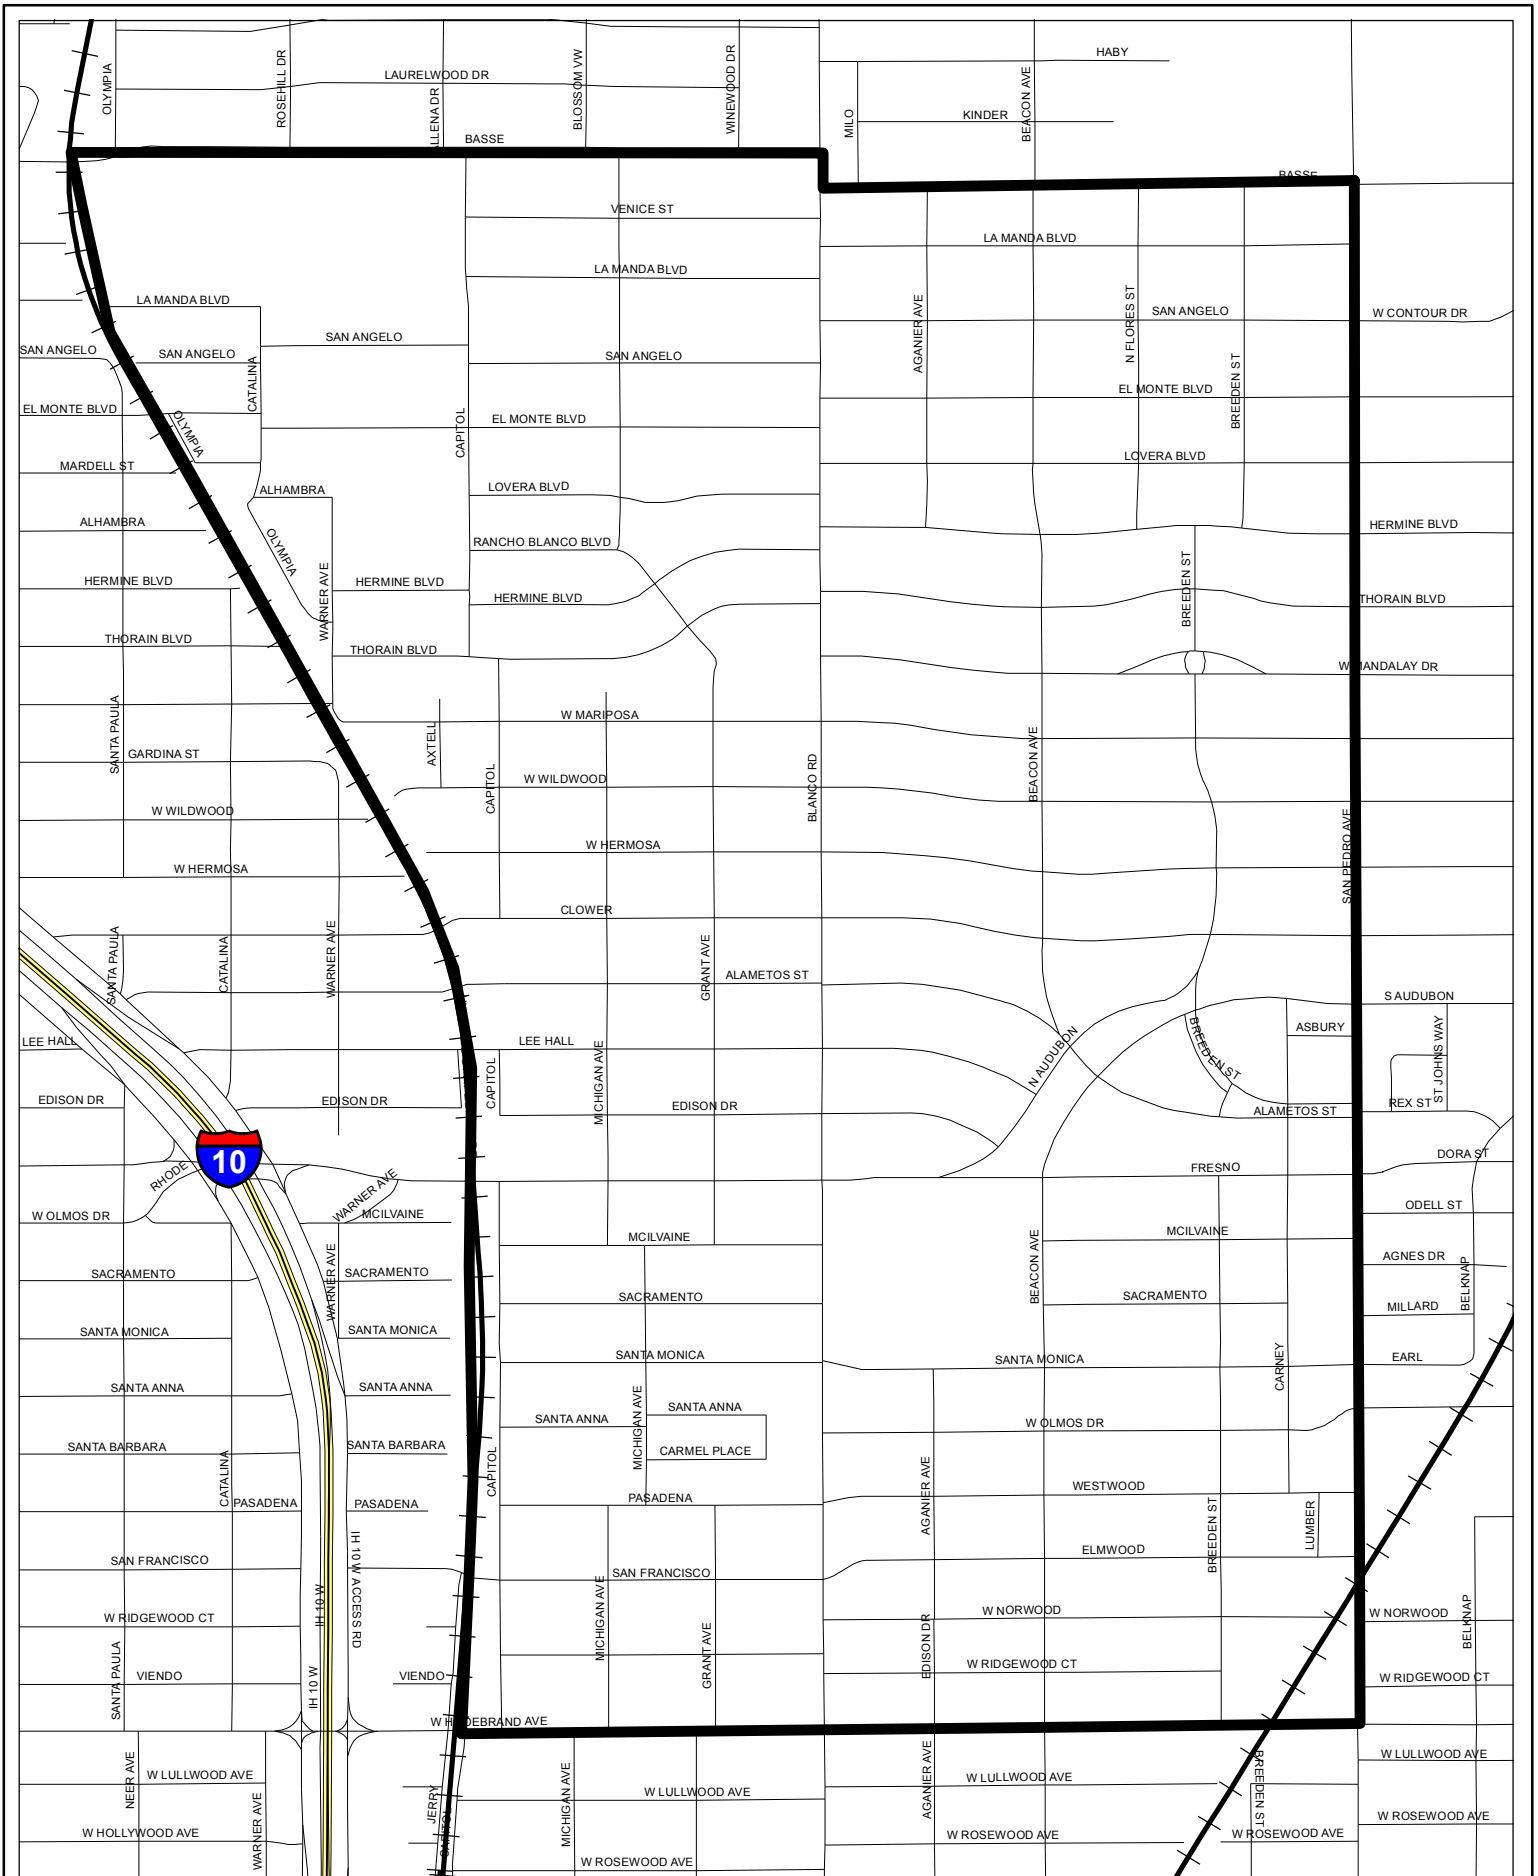 HABY
LAURELWOOD DR
OLYMPIA
ROSEHILL DR
ALLENA DR
BLOSSOM VW
WINEWOOD DR
MILO
KINDER
BEACON AVE
BASSE
BASSE
VENICE ST
LA MANDA BLVD
LA MANDA BLVD
LA MANDA BLVD
SAN ANGELO
W CONTOUR DR
AGANIER AVE
N FLORES ST
BREEDEN ST
SAN ANGELO
SAN ANGELO
SAN ANGELO
SAN ANGELO
CATALINA
EL MONTE BLVD
EL MONTE BLVD
EL MONTE BLVD
OLYMPIA
CAPITOL
MARDELL ST
LOVERA BLVD
LOVERA BLVD
ALHAMBRA
ALHAMBRA
HERMINE BLVD
OLYMPIA
RANCHO BLANCO BLVD
WARNER AVE
HERMINE BLVD
HERMINE BLVD
HERMINE BLVD
BREEDEN ST
THORAIN BLVD
THORAIN BLVD
THORAIN BLVD
W MANDALAY DR
SANTA PAULA
W MARIPOSA
AXTELL
GARDINA ST
CAPITOL
BLANCO RD
BEACON AVE
W WILDWOOD
W WILDWOOD
SAN PEDRO AVE
W HERMOSA
W HERMOSA
CLOWER
SANTA PAULA
CATALINA
WARNER AVE
GRANT AVE
ALAMETOS ST
S AUDUBON
ASBURY
ST JOHNS WAY
LEE HALL
LEE HALL
N AUDUBON
BREEDEN ST
CAPITOL
MICHIGAN AVE
EDISON DR
EDISON DR
EDISON DR
ALAMETOS ST
REX ST
10
DORA ST
FRESNO
RHODE
WARNER AVE
W OLMOS DR
MCILVAINE
MCILVAINE
MCILVAINE
ODELL ST
AGNES DR
BELKNAP
WARNER AVE
BEACON AVE
SACRAMENTO
SACRAMENTO
SACRAMENTO
SACRAMENTO
MILLARD
SANTA MONICA
SANTA MONICA
SANTA MONICA
SANTA MONICA
EARL
CARNEY
SANTA ANNA
SANTA ANNA
SANTA ANNA
SANTA ANNA
MICHIGAN AVE
W OLMOS DR
SANTA BARBARA
SANTA BARBARA
CARMEL PLACE
CATALINA
CAPITOL
AGANIER AVE
WESTWOOD
PASADENA
PASADENA
PASADENA
BREEDEN ST
LUMBER
IH 10 W ACCESS RD
ELMWOOD
SAN FRANCISCO
SAN FRANCISCO
IH 10 W
MICHIGAN AVE
W RIDGEWOOD CT
W NORWOOD
W NORWOOD
BELKNAP
EDISON DR
GRANT AVE
SANTA PAULA
VIENDO
VIENDO
IH 10 W
W RIDGEWOOD CT
W RIDGEWOOD CT
W HILDEBRAND AVE
NEER AVE
WARNER AVE
W LULLWOOD AVE
W LULLWOOD AVE
W LULLWOOD AVE
W LULLWOOD AVE
JERRY
CAPITOL
MICHIGAN AVE
AGANIER AVE
BREEDEN ST
W HOLLYWOOD AVE
W ROSEWOOD AVE
W ROSEWOOD AVE
W ROSEWOOD AVE
W ROSEWOOD AVE